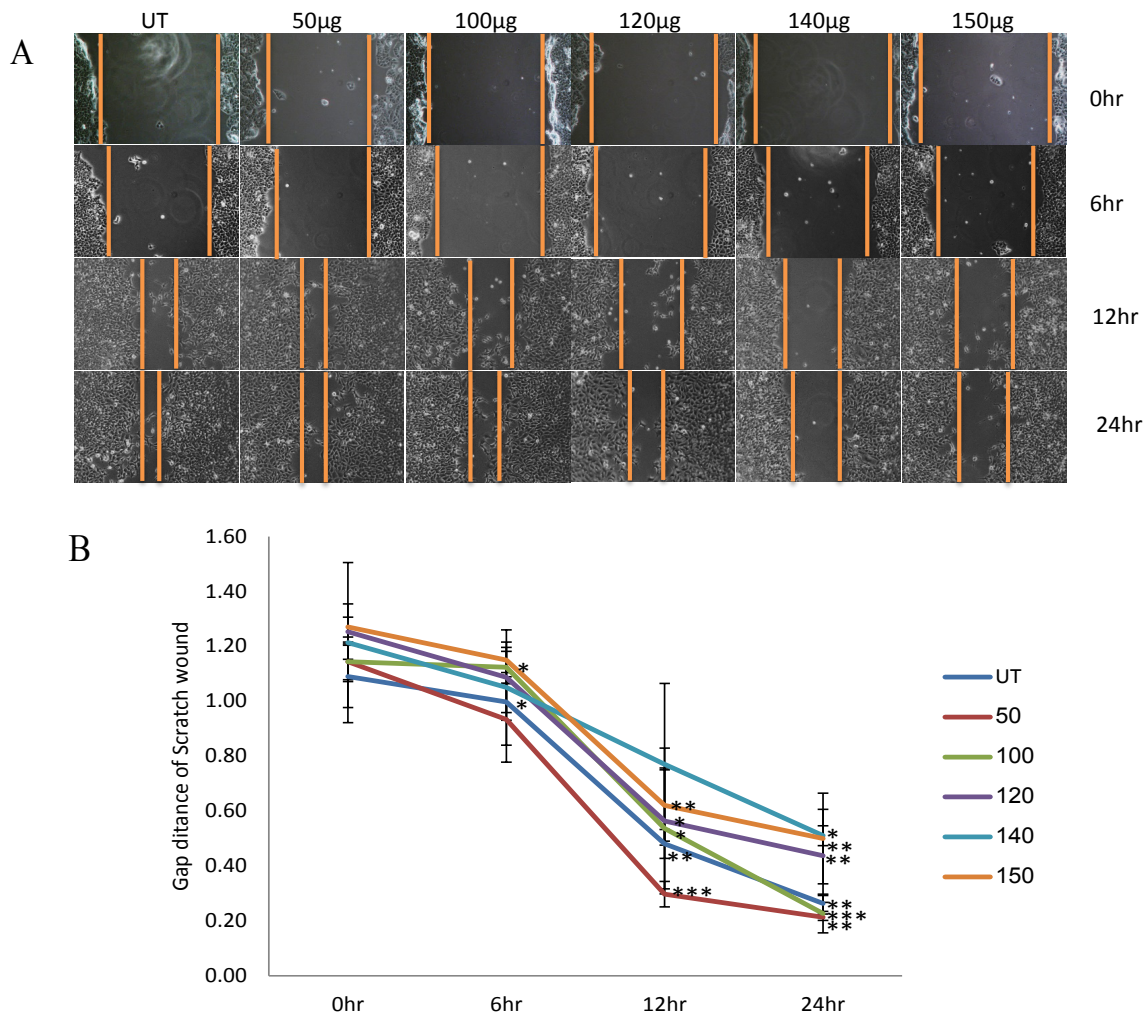 A
UT 50µg 100µg 120µg 140µg 150µg
0hr
6hr
12hr
24hr
B
Gap ditance of Scratch wound
1.60
1.40
1.20
1.00
0.80
0.60
0.40
0.20
0.00
0hr 6hr 12hr 24hr
*
*
**
*
*
**
***
*
**
**
**
***
**
UT
50
100
120
140
150